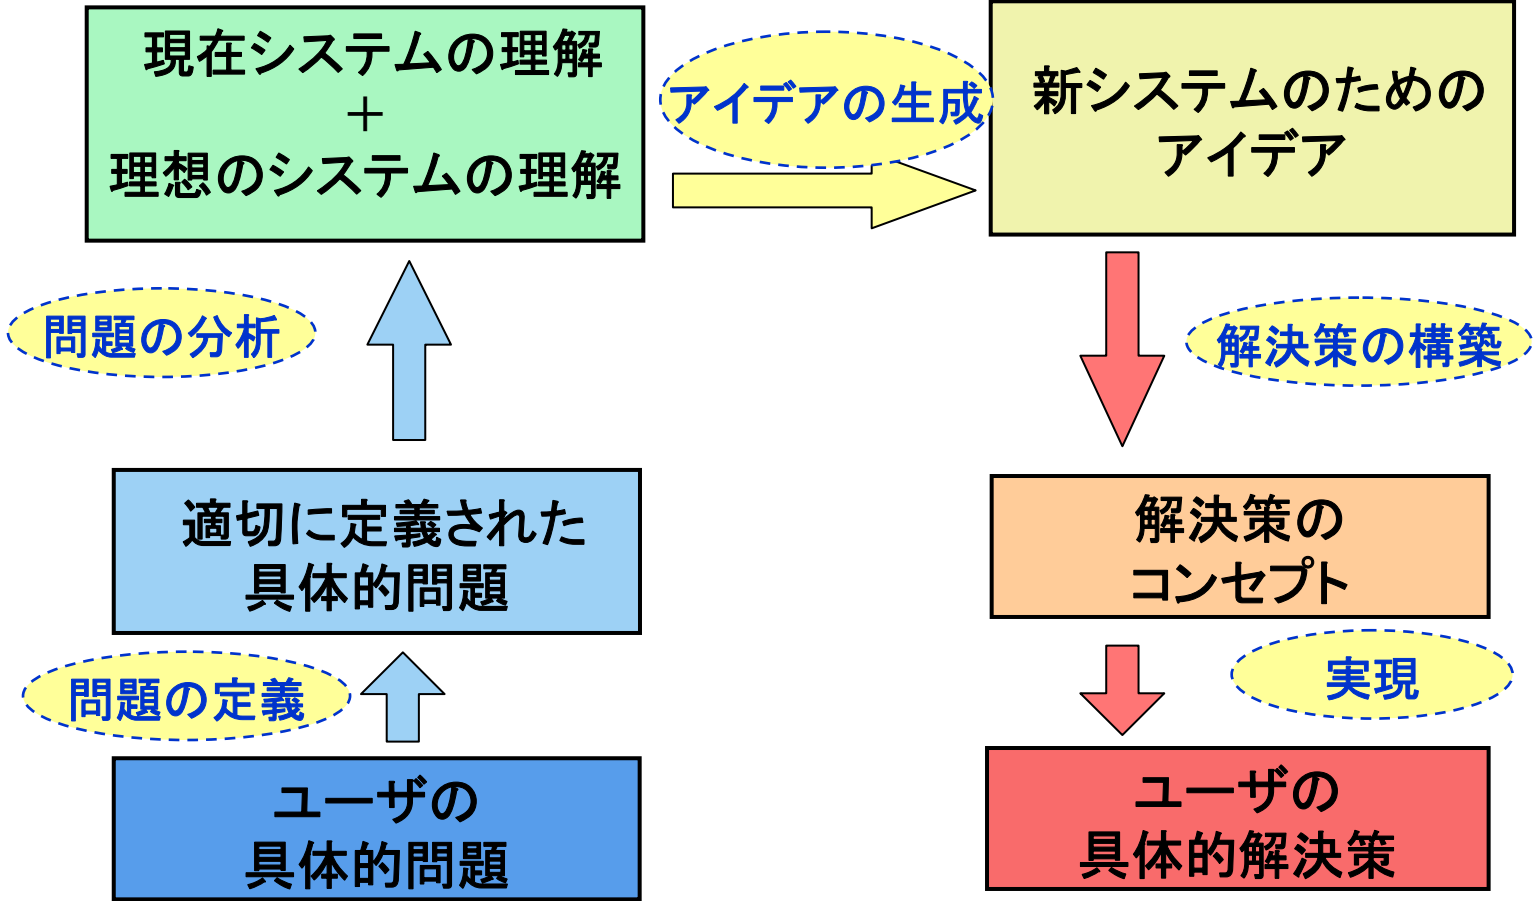 現在システムの理解
＋
理想のシステムの理解
アイデアの生成
新システムのための
アイデア
問題の分析
解決策の構築
適切に定義された
具体的問題
解決策の
コンセプト
問題の定義
実現
ユーザの
具体的問題
ユーザの
具体的解決策